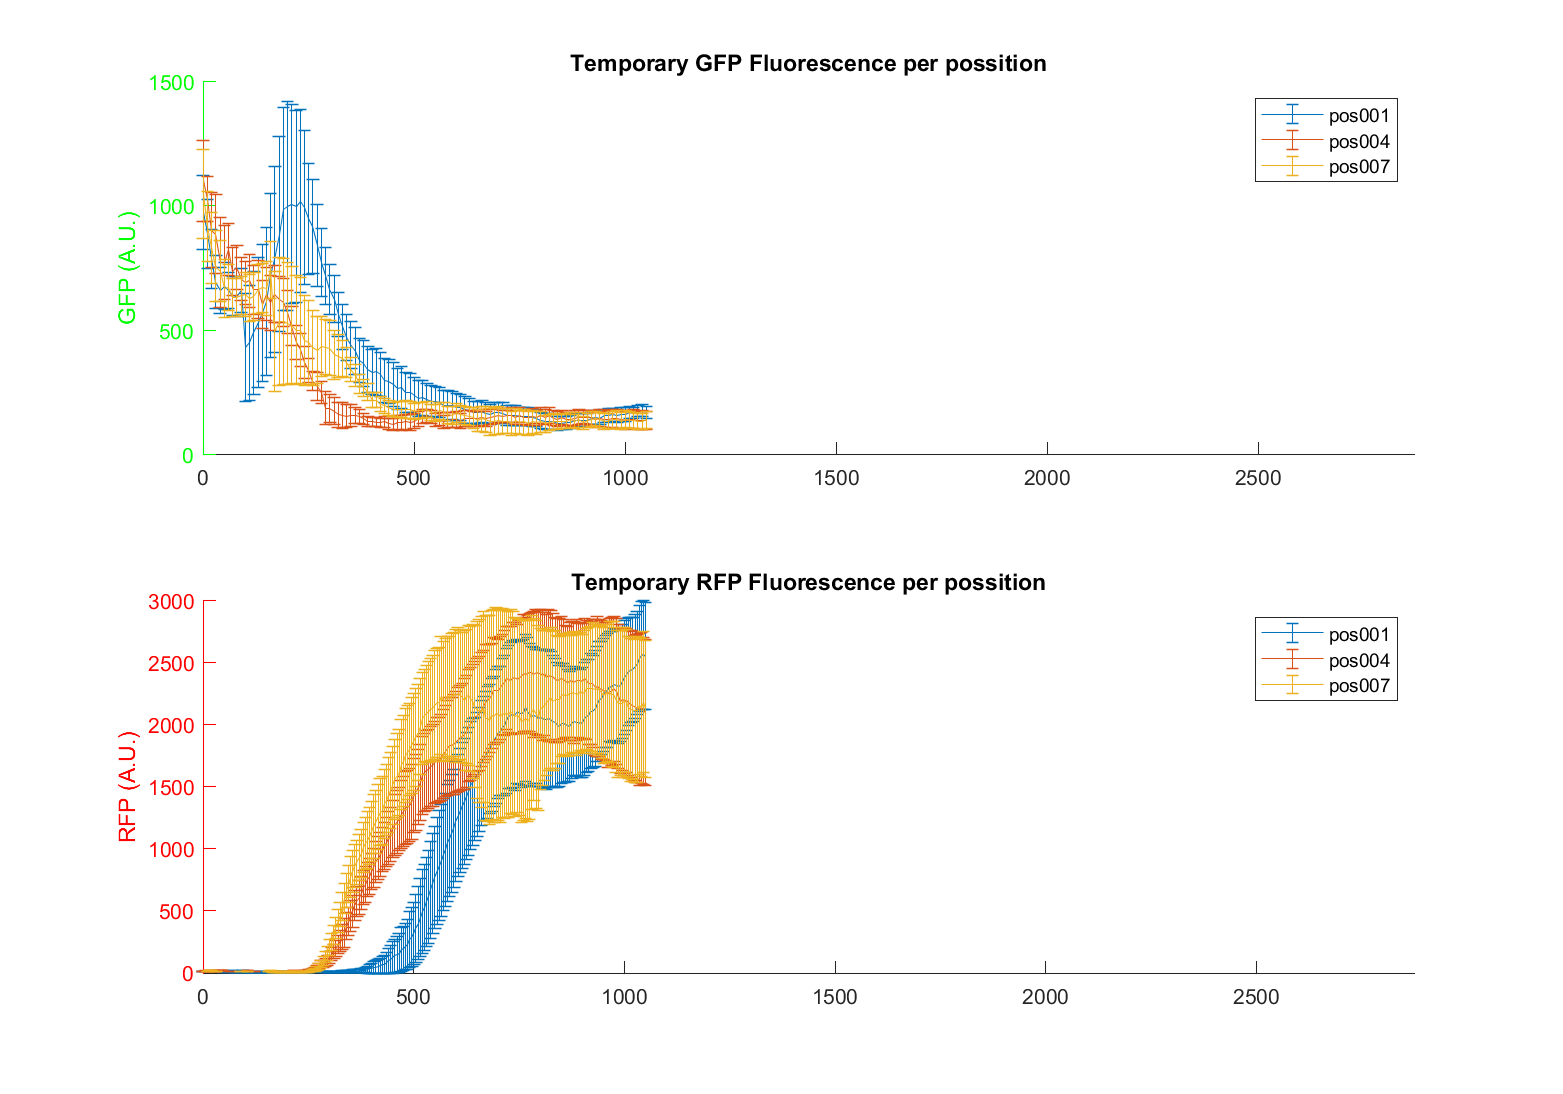 Temporary GFP Fluorescence per possition
1500
1000
500
0
GFP (A.U.)
0 500 1000 1500 2000 2500
pos001
pos004
pos007
Temporary RFP Fluorescence per possition
3000
2500
2000
1500
1000
500
0
RFP (A.U.)
0 500 1000 1500 2000 2500
pos001
pos004
pos007